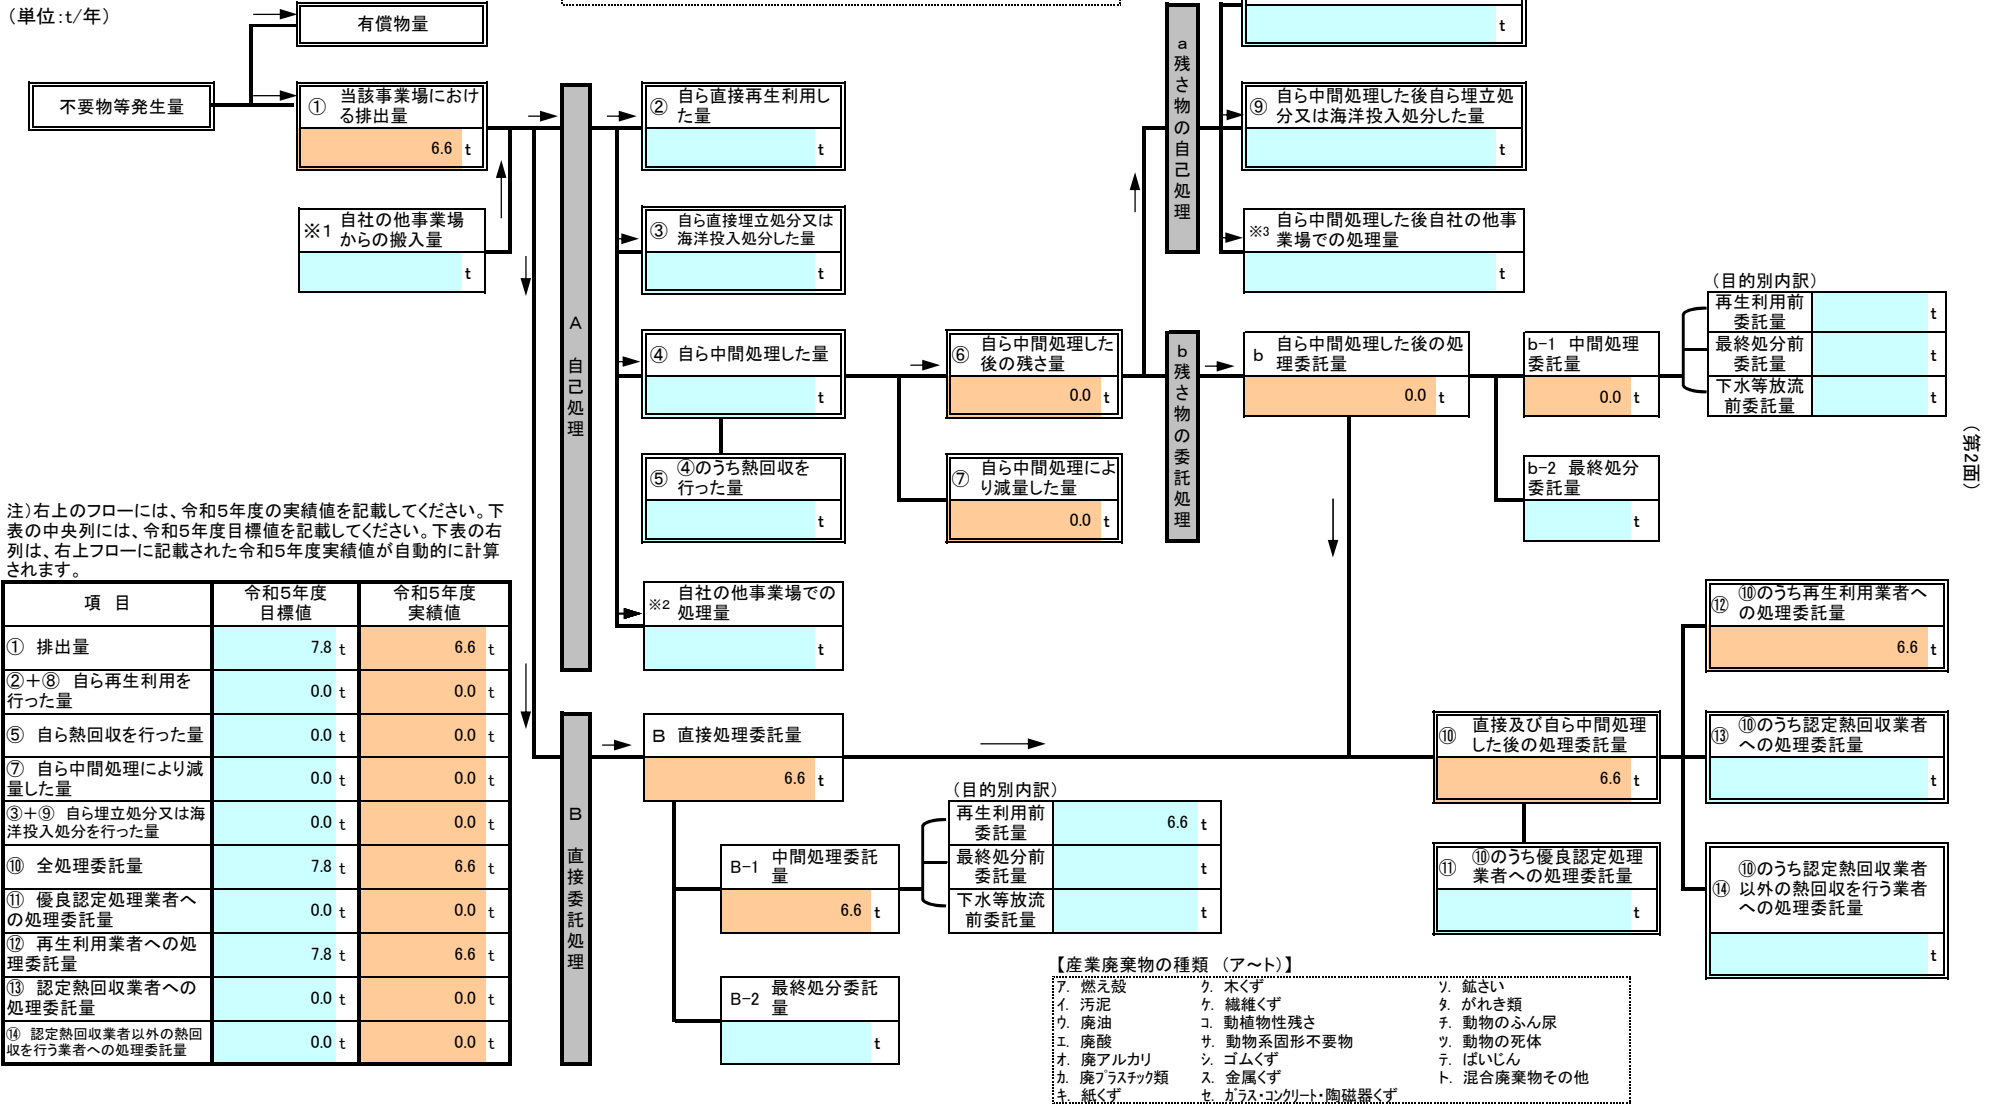 （単位：t/年）
有償物量
t
不要物等発生量
① 当該事業場におけ
る排出量
6.6 t
② 自ら直接再生利用し
た量
t
⑨ 自ら中間処理した後自ら埋立処
分又は海洋投入処分した量
t
a 残さ物の自己処理
※1 自社の他事業場
からの搬入量
t
③ 自ら直接埋立処分又は
海洋投入処分した量
t
※3 自ら中間処理した後自社の他事
業場での処理量
t
A 自己処理
④ 自ら中間処理した量
t
⑥ 自ら中間処理した
後の残さ量
0.0 t
b 残さ物の委託処理
b 自ら中間処理した後の処
理委託量
0.0 t
b-1 中間処理
委託量
0.0 t
（目的別内訳）
再生利用前
委託量
t
最終処分前
委託量
t
下水等放流
前委託量
t
（第2面）
⑤ ④のうち熱回収を
行った量
t
⑦ 自ら中間処理によ
り減量した量
0.0 t
b-2 最終処分
委託量
t
注）右上のフローには、令和5年度の実績値を記載してください。下
表の中央列には、令和5年度目標値を記載してください。下表の右
列は、右上フローに記載された令和5年度実績値が自動的に計算
されます。
項 目
令和5年度
目標値
令和5年度
実績値
① 排出量 7.8 t 6.6 t
②＋⑧ 自ら再生利用を
行った量 0.0 t 0.0 t
⑤ 自ら熱回収を行った量 0.0 t 0.0 t
⑦ 自ら中間処理により減
量した量 0.0 t 0.0 t
③＋⑨ 自ら埋立処分又は海
洋投入処分を行った量 0.0 t 0.0 t
⑩ 全処理委託量 7.8 t 6.6 t
⑪ 優良認定処理業者へ
の処理委託量 0.0 t 0.0 t
⑫ 再生利用業者への処
理委託量 7.8 t 6.6 t
⑬ 認定熱回収業者への
処理委託量 0.0 t 0.0 t
⑭ 認定熱回収業者以外の熱回
収を行う業者への処理委託量 0.0 t 0.0 t
※2 自社の他事業場での
処理量
t
B 直接委託処理
B 直接処理委託量
6.6 t
B-1 中間処理委託
量
6.6 t
（目的別内訳）
再生利用前
委託量
6.6 t
最終処分前
委託量
t
下水等放流
前委託量
t
B-2 最終処分委託
量
t
⑩ 直接及び自ら中間処理
した後の処理委託量
6.6 t
⑪ ⑩のうち優良認定処理
業者への処理委託量
t
⑫ ⑩のうち再生利用業者へ
の処理委託量
6.6 t
⑬ ⑩のうち認定熱回収業者
への処理委託量
t
⑭ ⑩のうち認定熱回収業者
以外の熱回収を行う業者
への処理委託量
t
【産業廃棄物の種類 （ア～ト）】
ア. 燃え殻
イ. 汚泥
ウ. 廃油
エ. 廃酸
オ. 廃アルカリ
カ. 廃プラスチック類
キ. 紙くず
ク. 木くず
ケ. 繊維くず
コ. 動植物性残さ
サ. 動物系固形不要物
シ. ゴムくず
ス. 金属くず
セ. ガラス・コンクリート・陶磁器くず
ソ. 鉱さい
タ. がれき類
チ. 動物のふん尿
ツ. 動物の死体
テ. ばいじん
ト. 混合廃棄物その他